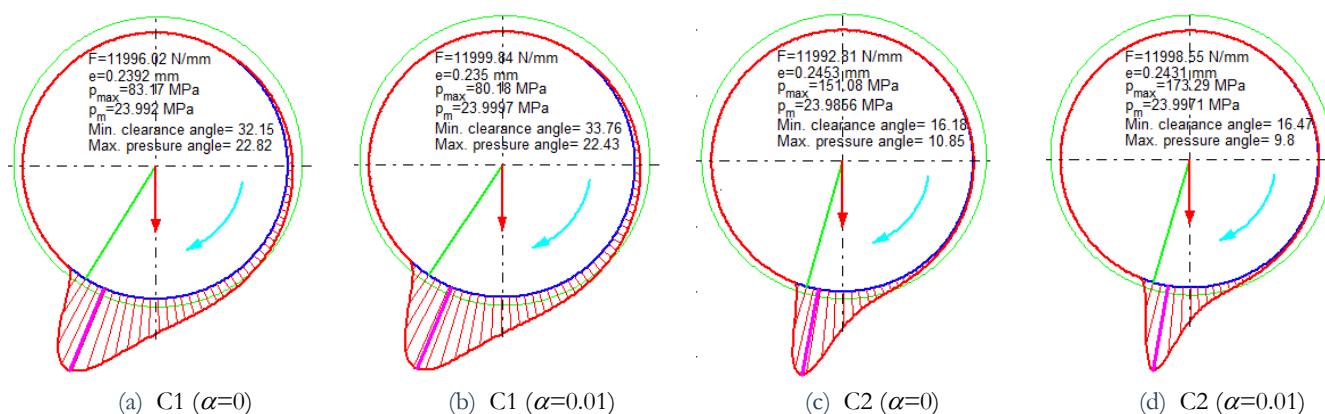 F=11996.02 N/mm
e=0.2392 mm
pmax=83.17 MPa
pm=23.992 MPa
Min. clearance angle= 32.15
Max. pressure angle= 22.82
(a) C1 (α=0)
F=11999.84 N/mm
e=0.235 mm
pmax=80.18 MPa
pm=23.9997 MPa
Min. clearance angle= 33.76
Max. pressure angle= 22.43
(b) C1 (α=0.01)
F=11992.81 N/mm
e=0.2453 mm
pmax=151.08 MPa
pm=23.9856 MPa
Min. clearance angle= 16.18
Max. pressure angle= 10.85
(c) C2 (α=0)
F=11998.55 N/mm
e=0.2431 mm
pmax=173.29 MPa
pm=23.9971 MPa
Min. clearance angle= 16.47
Max. pressure angle= 9.8
(d) C2 (α=0.01)